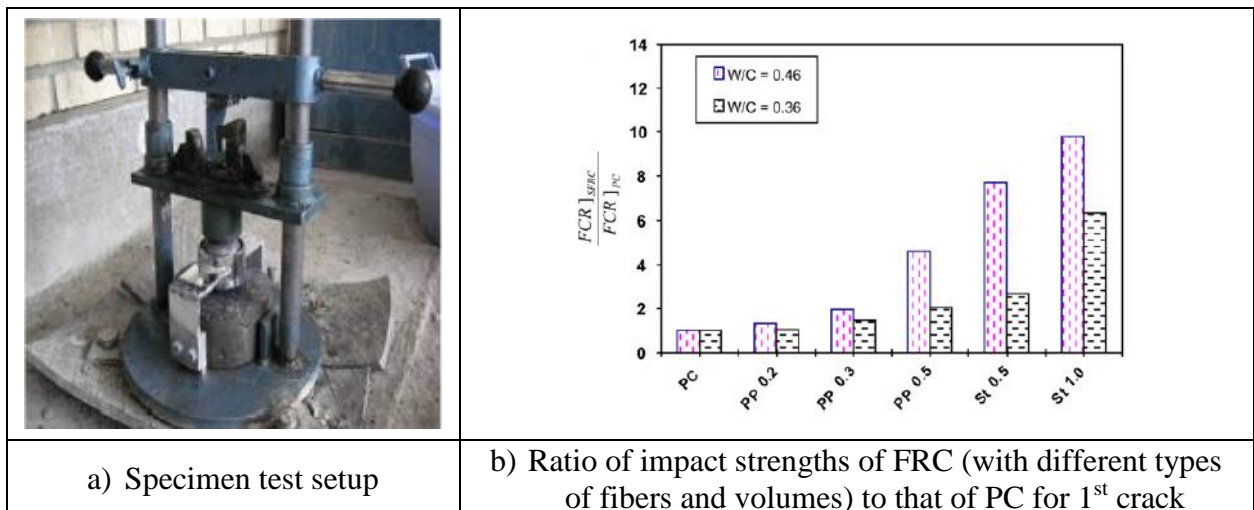 14
12
10
8
6
4
2
0
W/C = 0.46
W/C = 0.36
FCR ]SFRC
FCR ]PC
PC
PP 0.2
PP 0.3
PP 0.5
St 0.5
St 1.0
a) Specimen test setup
b) Ratio of impact strengths of FRC (with different types
of fibers and volumes) to that of PC for 1st crack